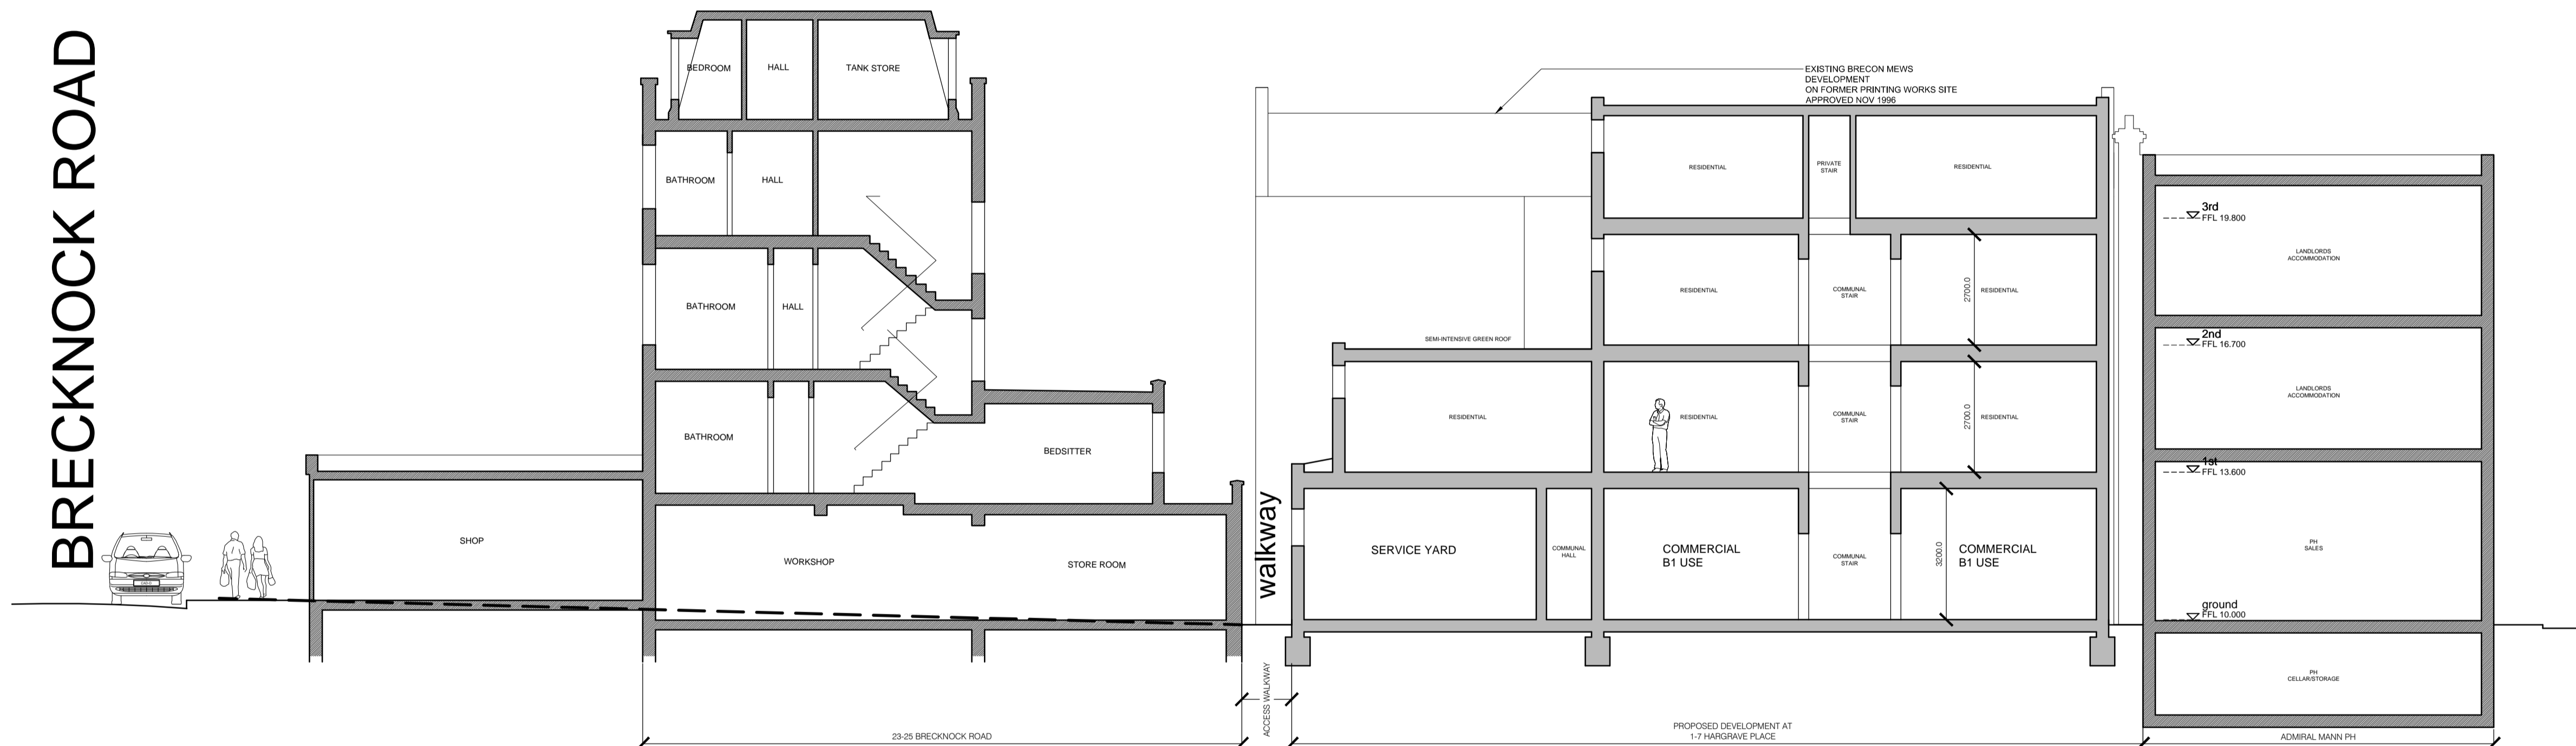 BRECKNOCK ROAD
BEDROOM
HALL
TANK STORE
BATHROOM
HALL
BATHROOM
HALL
BATHROOM
BEDSITTER
SHOP
WORKSHOP
STORE ROOM
23-25 BRECKNOCK ROAD
walkway
ACCESS WALKWAY
EXISTING BRECON MEWS
DEVELOPMENT
ON FORMER PRINTING WORKS SITE
APPROVED NOV 1996
RESIDENTIAL
PRIVATE
STAIR
RESIDENTIAL
RESIDENTIAL
COMMUNAL
STAIR
2700.0
RESIDENTIAL
SEMI-INTENSIVE GREEN ROOF
RESIDENTIAL
RESIDENTIAL
COMMUNAL
STAIR
2700.0
RESIDENTIAL
SERVICE YARD
COMMUNAL
HALL
COMMERCIAL
B1 USE
COMMUNAL
STAIR
3200.0
COMMERCIAL
B1 USE
PROPOSED DEVELOPMENT AT
1-7 HARGRAVE PLACE
3rd
FFL 19.800
LANDLORDS
ACCOMMODATION
2nd
FFL 16.700
LANDLORDS
ACCOMMODATION
1st
FFL 13.600
PH
SALES
ground
FFL 10.000
PH
CELLAR/STORAGE
ADMIRAL MANN PH